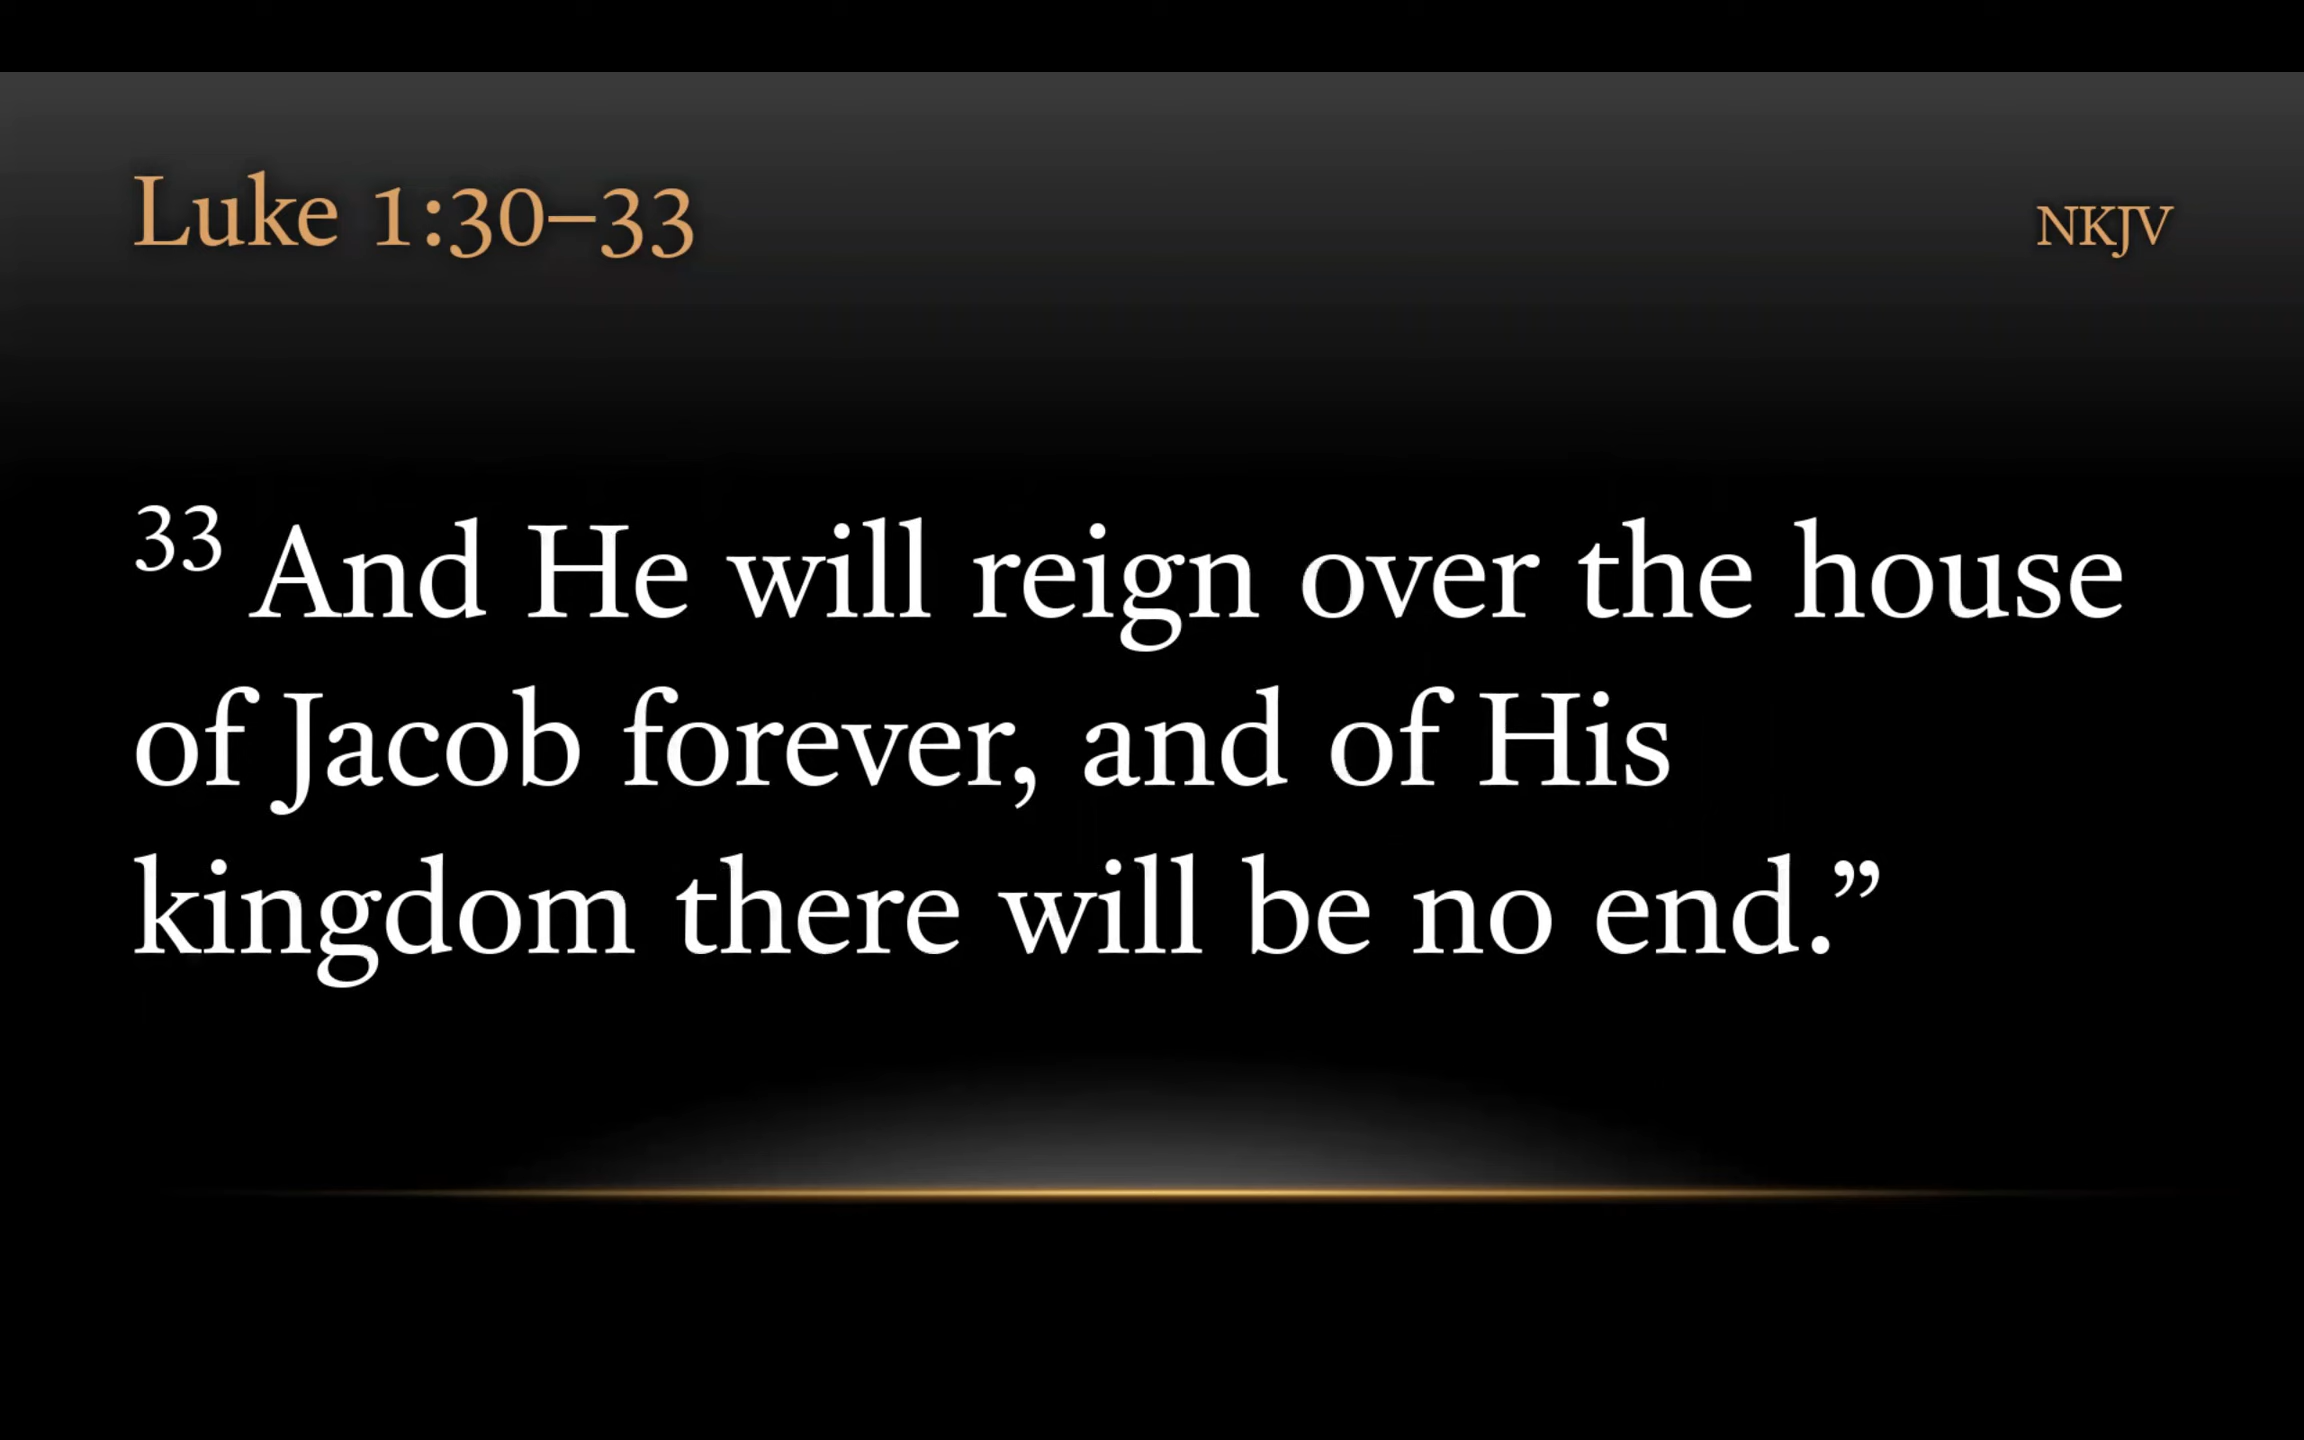 Luke 1:30–33
NKJV
33 And He will reign over the house
of Jacob forever, and of His
kingdom there will be no end.”